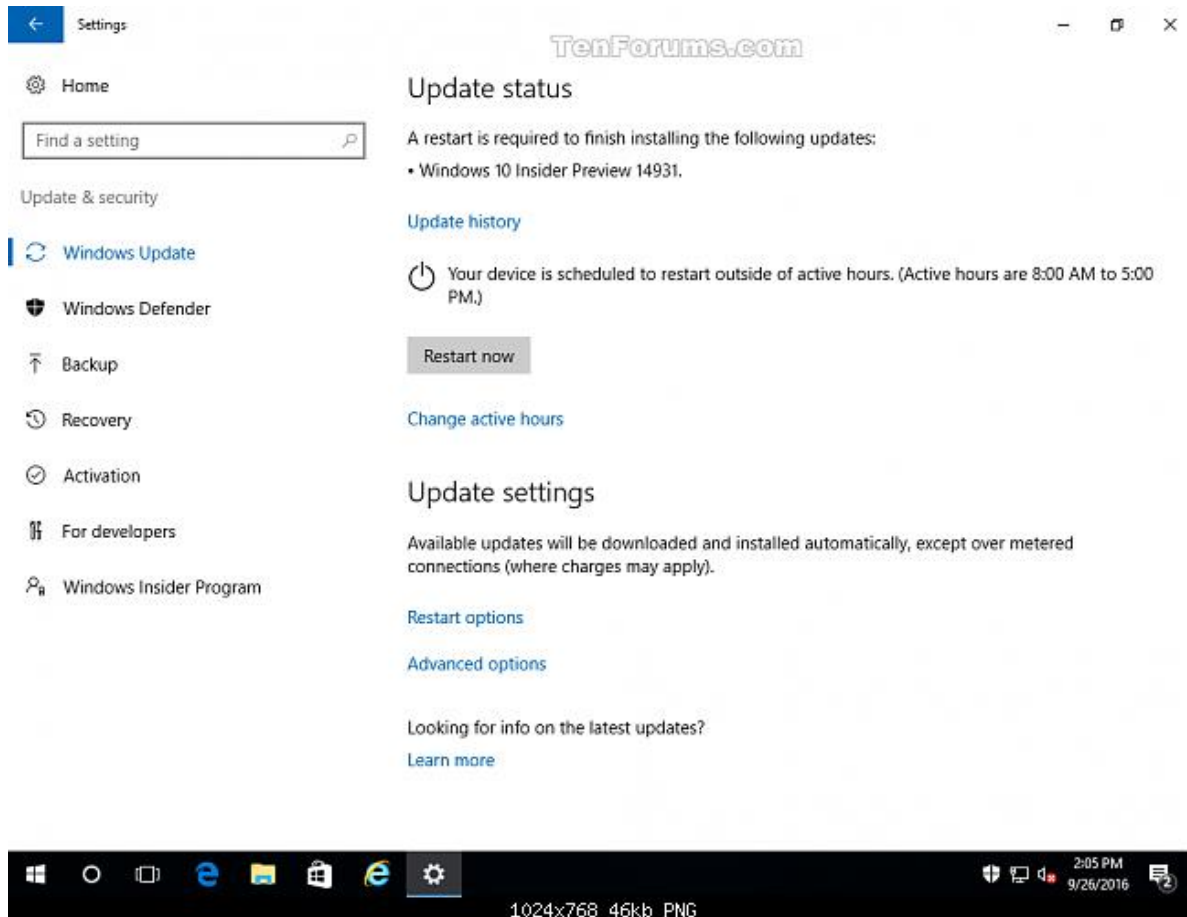 Settings
TenForums.com
Home
Find a setting
Update & security
Windows Update
Windows Defender
Backup
Recovery
Activation
For developers
Windows Insider Program
Update status
A restart is required to finish installing the following updates:
• Windows 10 Insider Preview 14931.
Update history
Your device is scheduled to restart outside of active hours. (Active hours are 8:00 AM to 5:00
PM.)
Restart now
Change active hours
Update settings
Available updates will be downloaded and installed automatically, except over metered
connections (where charges may apply).
Restart options
Advanced options
Looking for info on the latest updates?
Learn more
2:05 PM
9/26/2016
2
1024x768 46kb PNG